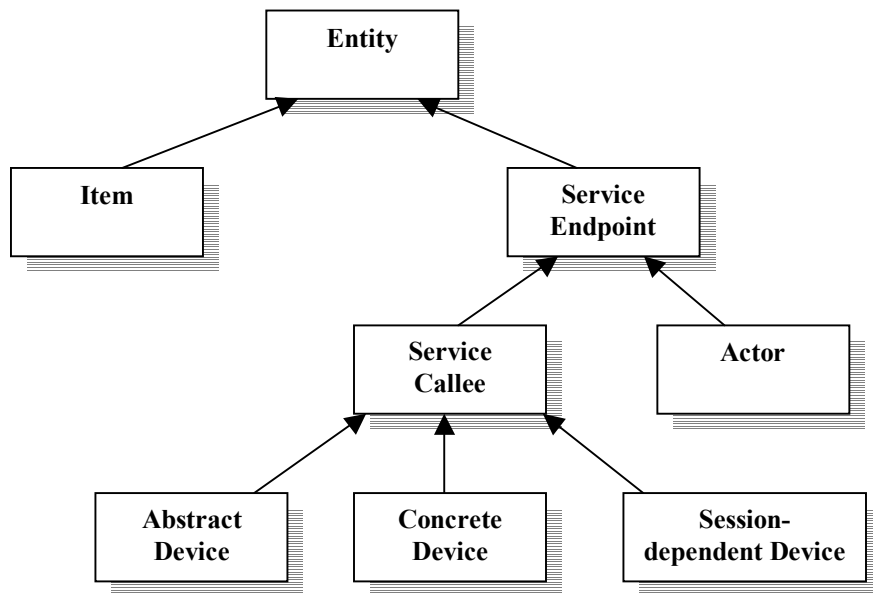 Entity
Item
Service
Endpoint
Service
Callee
Actor
Abstract
Device
Concrete
Device
Session-
dependent Device